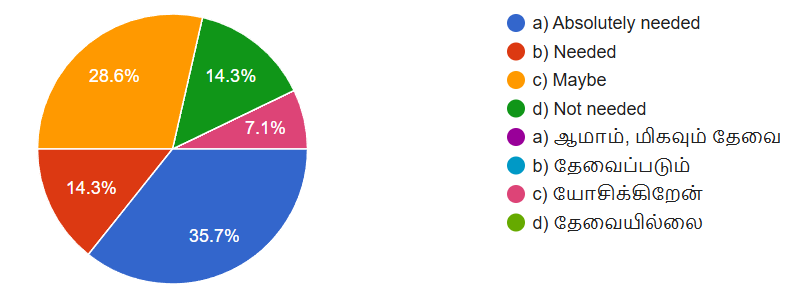 28.6%
14.3%
7.1%
14.3%
35.7%
a) Absolutely needed
b) Needed
c) Maybe
d) Not needed
a) ஆமாம், மிகவும் தேவை
b) தேவைப்படும்
c) யோசிக்கிறேன்
d) தேவையில்லை